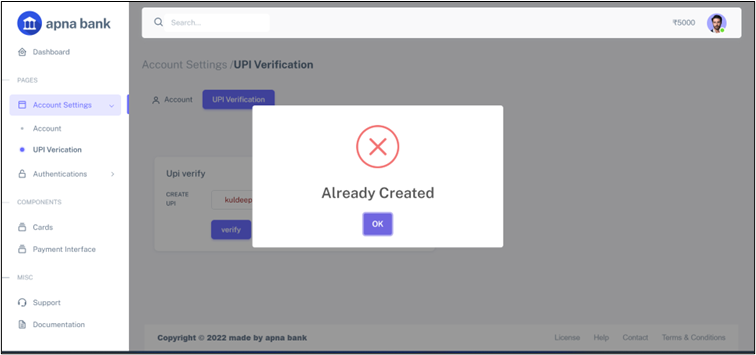 apna bank
Search...
₹5000
Dashboard
Account Settings /UPI Verification
PAGES
Account Settings
Account
UPI Verification
Account
UPI Verication
Already Created
Upi verify
Authentications
CREATE
UPI
kuldeep
OK
COMPONENTS
Cards
verify
Payment Interface
MISC
Support
Documentation
Copyright © 2022 made by apna bank
License
Help
Contact
Terms & Conditions